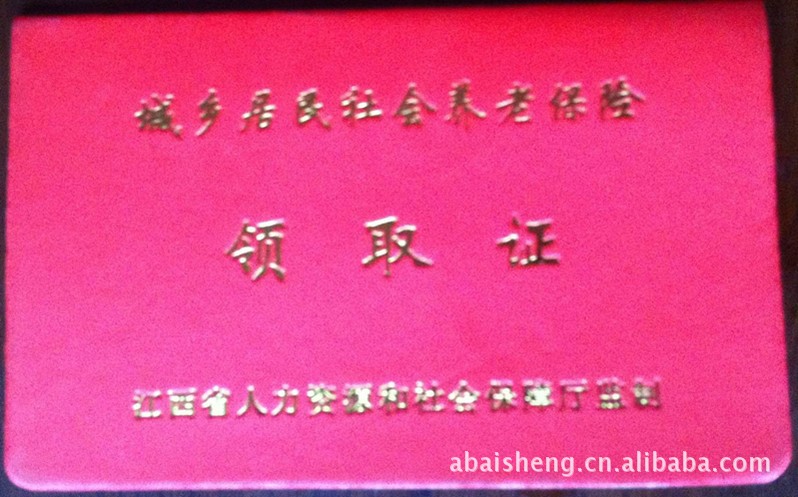 城乡居民社会养老保险
领取证
江西省人力资源和社会保障厅监制
abaisheng.cn.alibaba.com